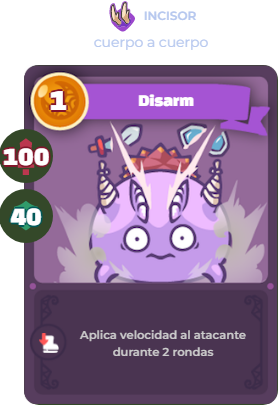 INCISOR
cuerpo a cuerpo
1
Disarm
100
40
Aplica velocidad al atacante
durante 2 rondas